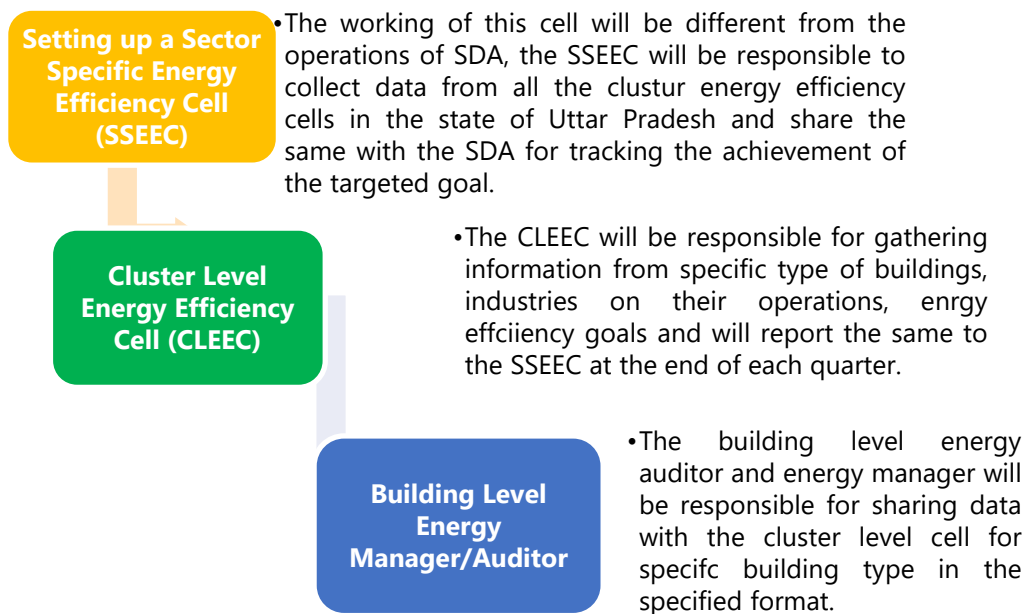 Setting up a Sector
Specific Energy
Efficiency Cell
(SSEEC)
•The working of this cell will be different from the
operations of SDA, the SSEEC will be responsible to
collect data from all the clustur energy efficiency
cells in the state of Uttar Pradesh and share the
same with the SDA for tracking the achievement of
the targeted goal.
Cluster Level
Energy Efficiency
Cell (CLEEC)
•The CLEEC will be responsible for gathering
information from specific type of buildings,
industries on their operations, enrgy
effciiency goals and will report the same to
the SSEEC at the end of each quarter.
Building Level
Energy
Manager/Auditor
•The building level energy
auditor and energy manager will
be responsible for sharing data
with the cluster level cell for
specifc building type in the
specified format.